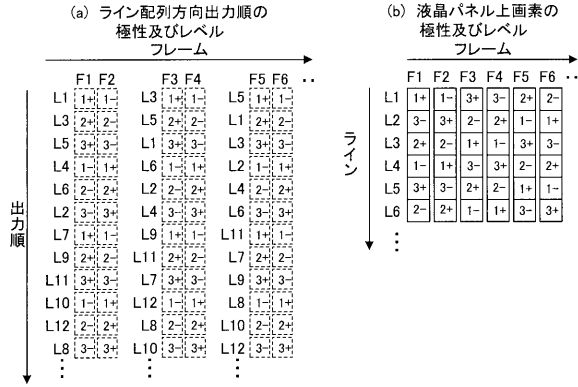 (a) ライン配列方向出力順の
極性及びレベル
フレーム
F1 F2 F3 F4 F5 F6 ‥
出力順
L1 1+ 1- L3 1+ 1- L5 1+ 1-
L3 2+ 2- L5 2+ 2- L1 2+ 2-
L5 3+ 3- L1 3+ 3- L3 3+ 3-
L4 1- 1+ L6 1- 1+ L2 1- 1+
L6 2- 2+ L2 2- 2+ L4 2- 2+
L2 3- 3+ L4 3- 3+ L6 3- 3+
L7 1+ 1- L9 1+ 1- L11 1+ 1-
L9 2+ 2- L11 2+ 2- L7 2+ 2-
L11 3+ 3- L7 3+ 3- L9 3+ 3-
L10 1- 1+ L12 1- 1+ L8 1- 1+
L12 2- 2+ L8 2- 2+ L10 2- 2+
L8 3- 3+ L10 3- 3+ L12 3- 3+
(b) 液晶パネル上画素の
極性及びレベル
フレーム
F1 F2 F3 F4 F5 F6 ‥
ライン
L1 1+ 1- 3+ 3- 2+ 2-
L2 3- 3+ 2- 2+ 1- 1+
L3 2+ 2- 1+ 1- 3+ 3-
L4 1- 1+ 3- 3+ 2- 2+
L5 3+ 3- 2+ 2- 1+ 1-
L6 2- 2+ 1- 1+ 3- 3+